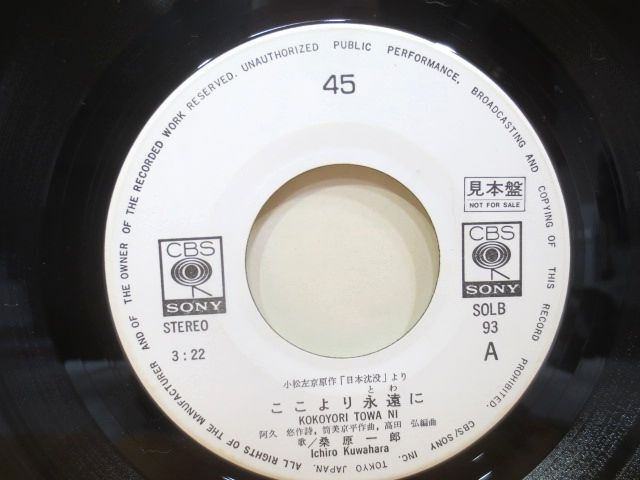 ALL RIGHTS OF THE MANUFACTURER AND OF THE OWNER OF THE RECORDED WORK RESERVED. UNAUTHORIZED PUBLIC PERFORMANCE, BROADCASTING AND COPYING OF THIS RECORD PROHIBITED.
CBS/SONY INC. TOKYO JAPAN.
45
見本盤
NOT FOR SALE
CBS
SONY
STEREO
3:22
CBS
SONY
SOLB
93
A
小松左京原作「日本沈没」より
とわ
ここより永遠に
KOKOYORI TOWA NI
阿久 悠作詩, 筒美京平作曲, 高田 弘編曲
歌/桑原一郎
Ichiro Kuwahara